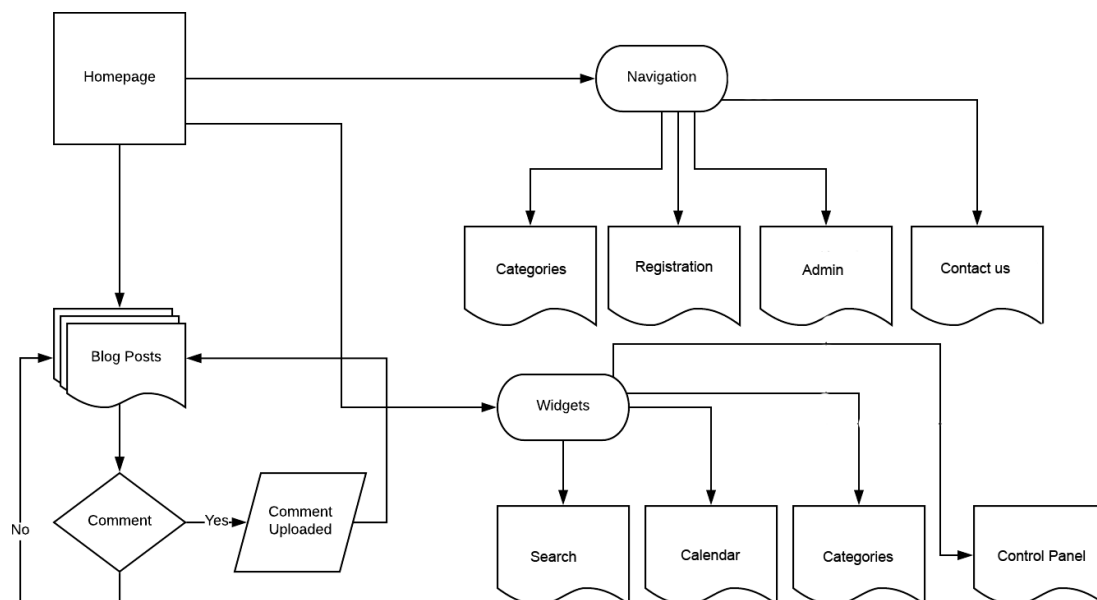 Homepage
Navigation
Categories
Registration
Admin
Contact us
Blog Posts
Widgets
Comment
Yes
Comment
Uploaded
No
Search
Calendar
Categories
Control Panel